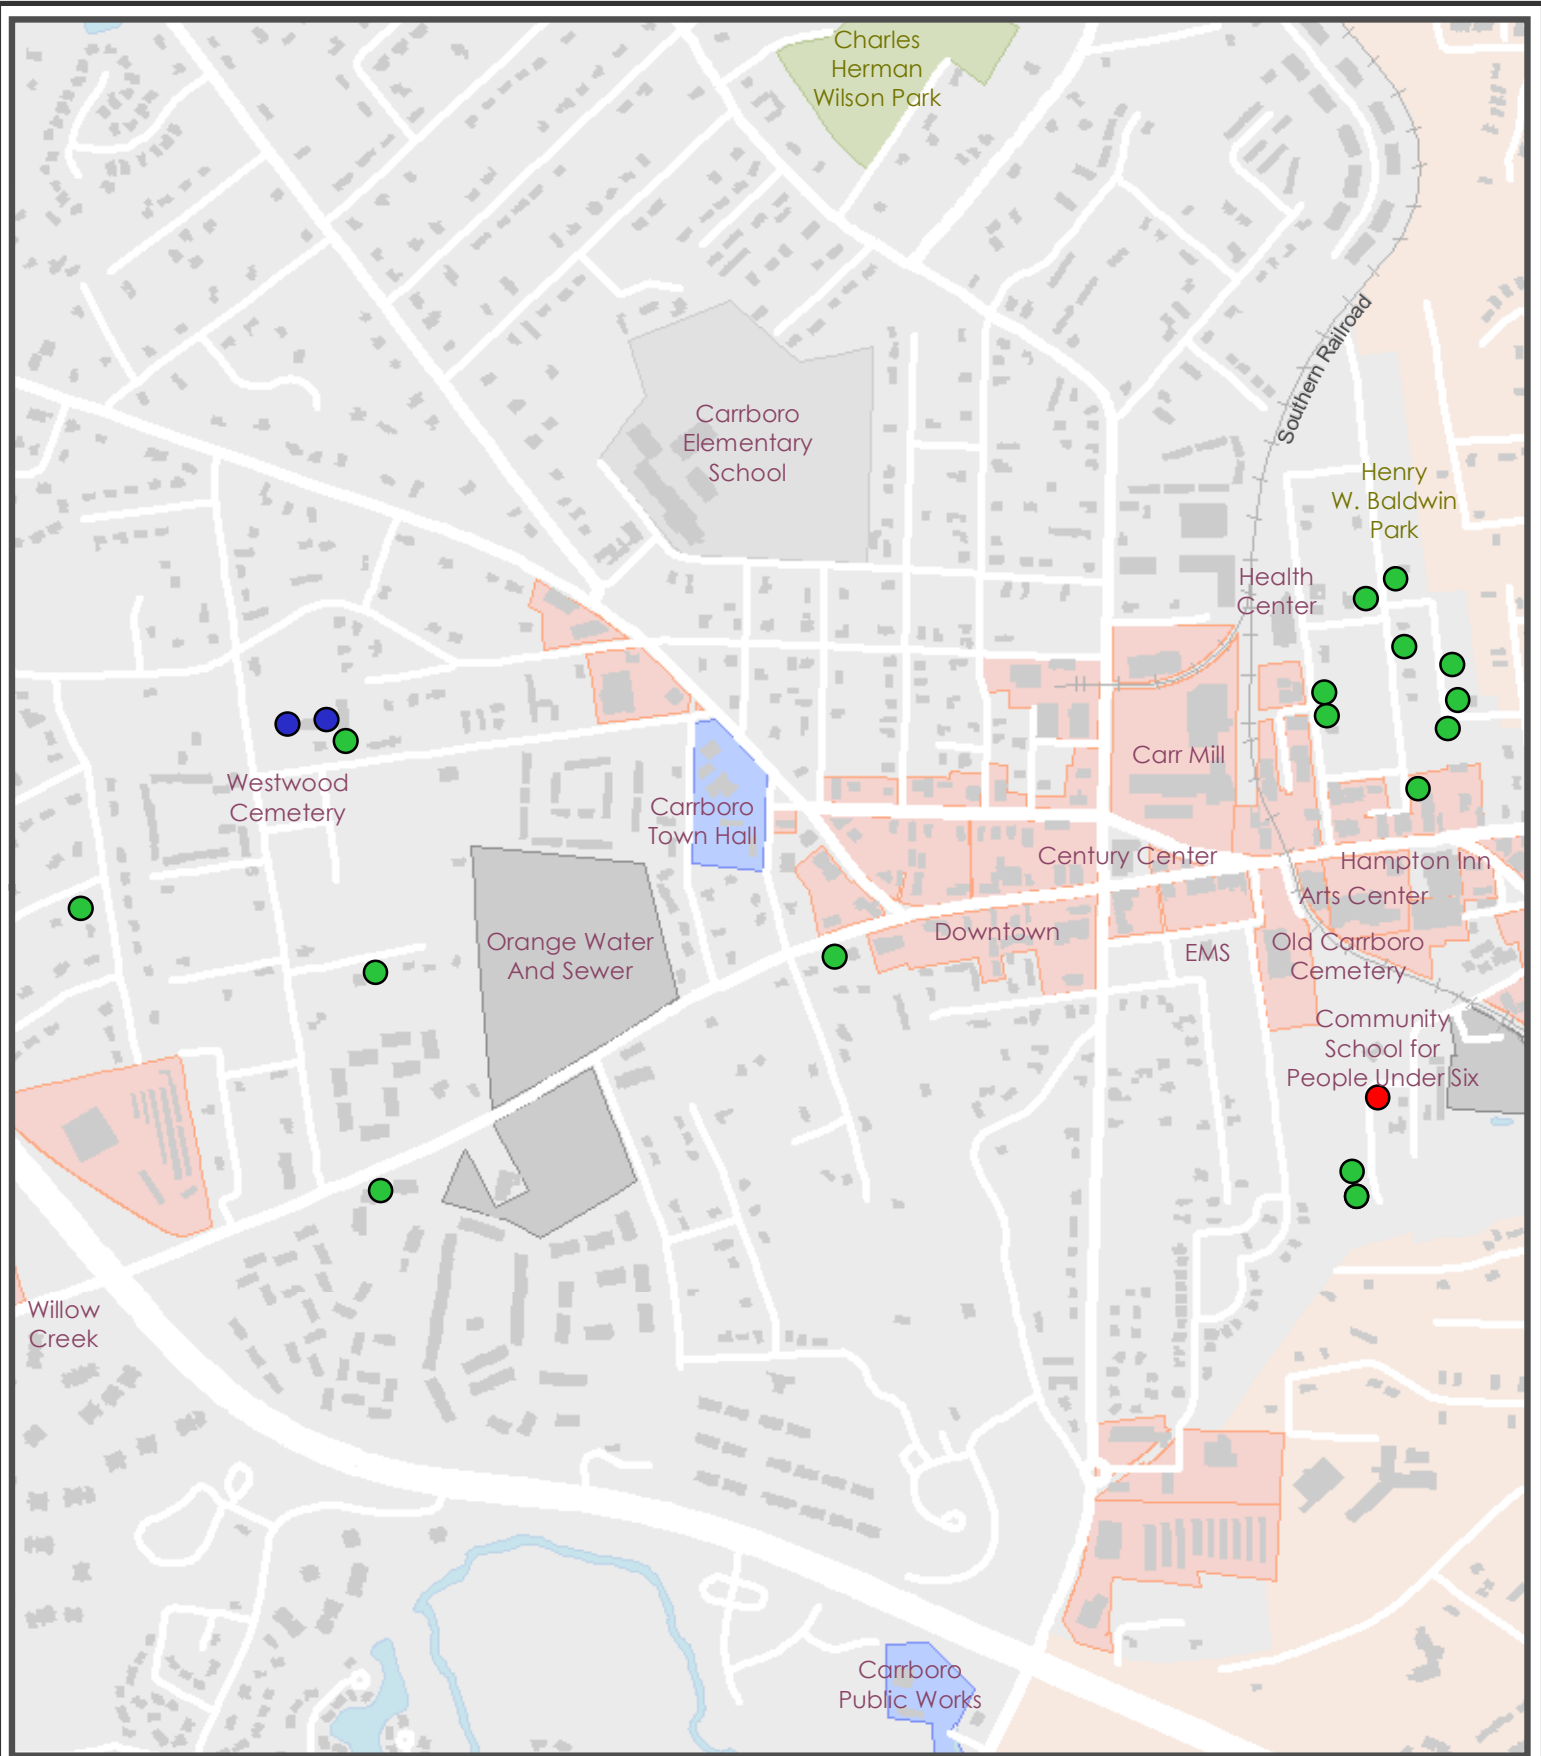 Charles
Herman
Wilson Park
Southern Railroad
Carrboro
Elementary
School
Henry
W. Baldwin
Park
Health
Center
Carr Mill
Westwood
Cemetery
Carrboro
Town Hall
Century Center
Hampton Inn
Arts Center
Downtown
Orange Water
And Sewer
EMS
Old Carrboro
Cemetery
Community
School for
People Under Six
Willow
Creek
Carrboro
Public Works